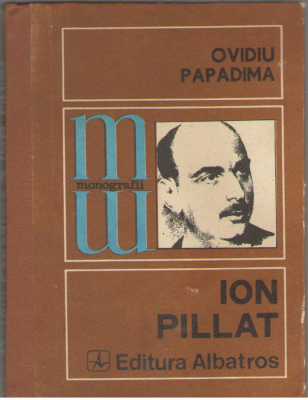 OVIDIU
PAPADIMA
m
monografii
m
ION
PILLAT
Editura Albatros